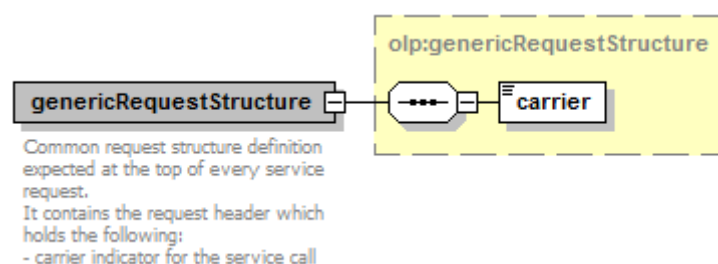 olp:genericRequestStructure
genericRequestStructure
carrier
Common request structure definition
expected at the top of every service
request.
It contains the request header which
holds the following:
- carrier indicator for the service call